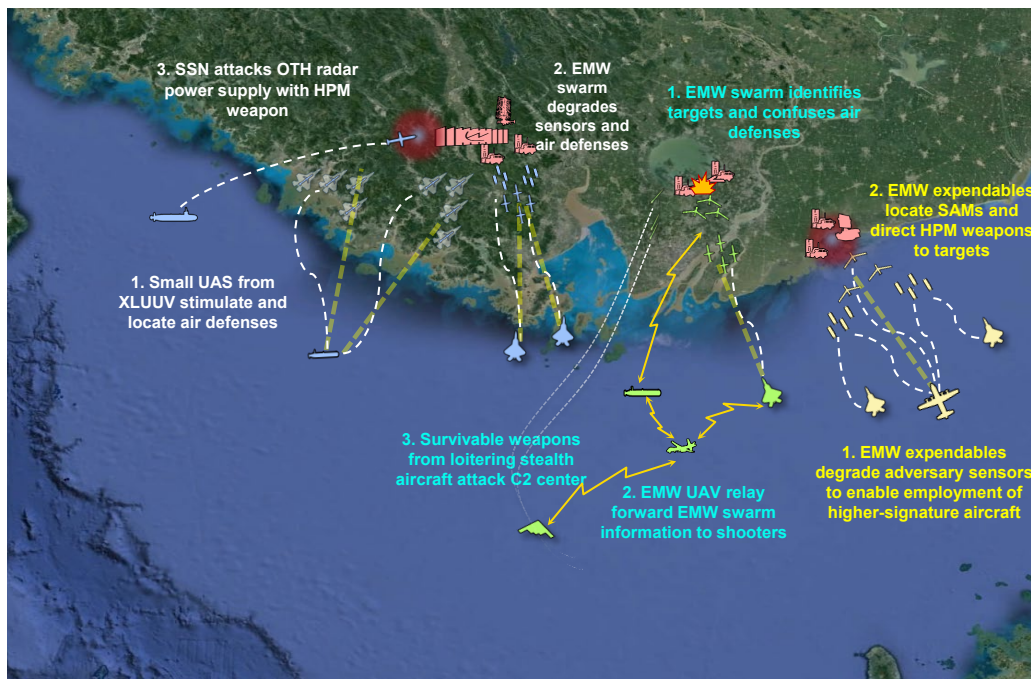 3. SSN attacks OTH radar
power supply with HPM
weapon
2. EMW
swarm
degrades
sensors and
air defenses
1. EMW swarm identifies
targets and confuses air
defenses
2. EMW expendables
locate SAMs and
direct HPM weapons
to targets
1. Small UAS from
XLUUV stimulate and
locate air defenses
3. Survivable weapons
from loitering stealth
aircraft attack C2 center
2. EMW UAV relay
forward EMW swarm
information to shooters
1. EMW expendables
degrade adversary sensors
to enable employment of
higher-signature aircraft